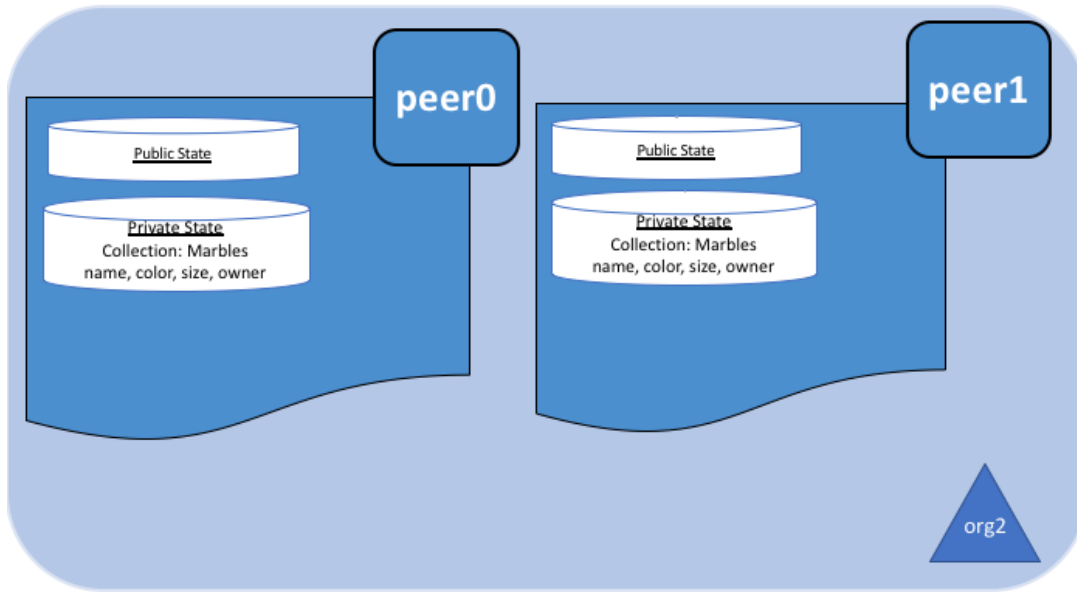 peer0
Public State
Private State
Collection: Marbles
name, color, size, owner
peer1
Public State
Private State
Collection: Marbles
name, color, size, owner
org2